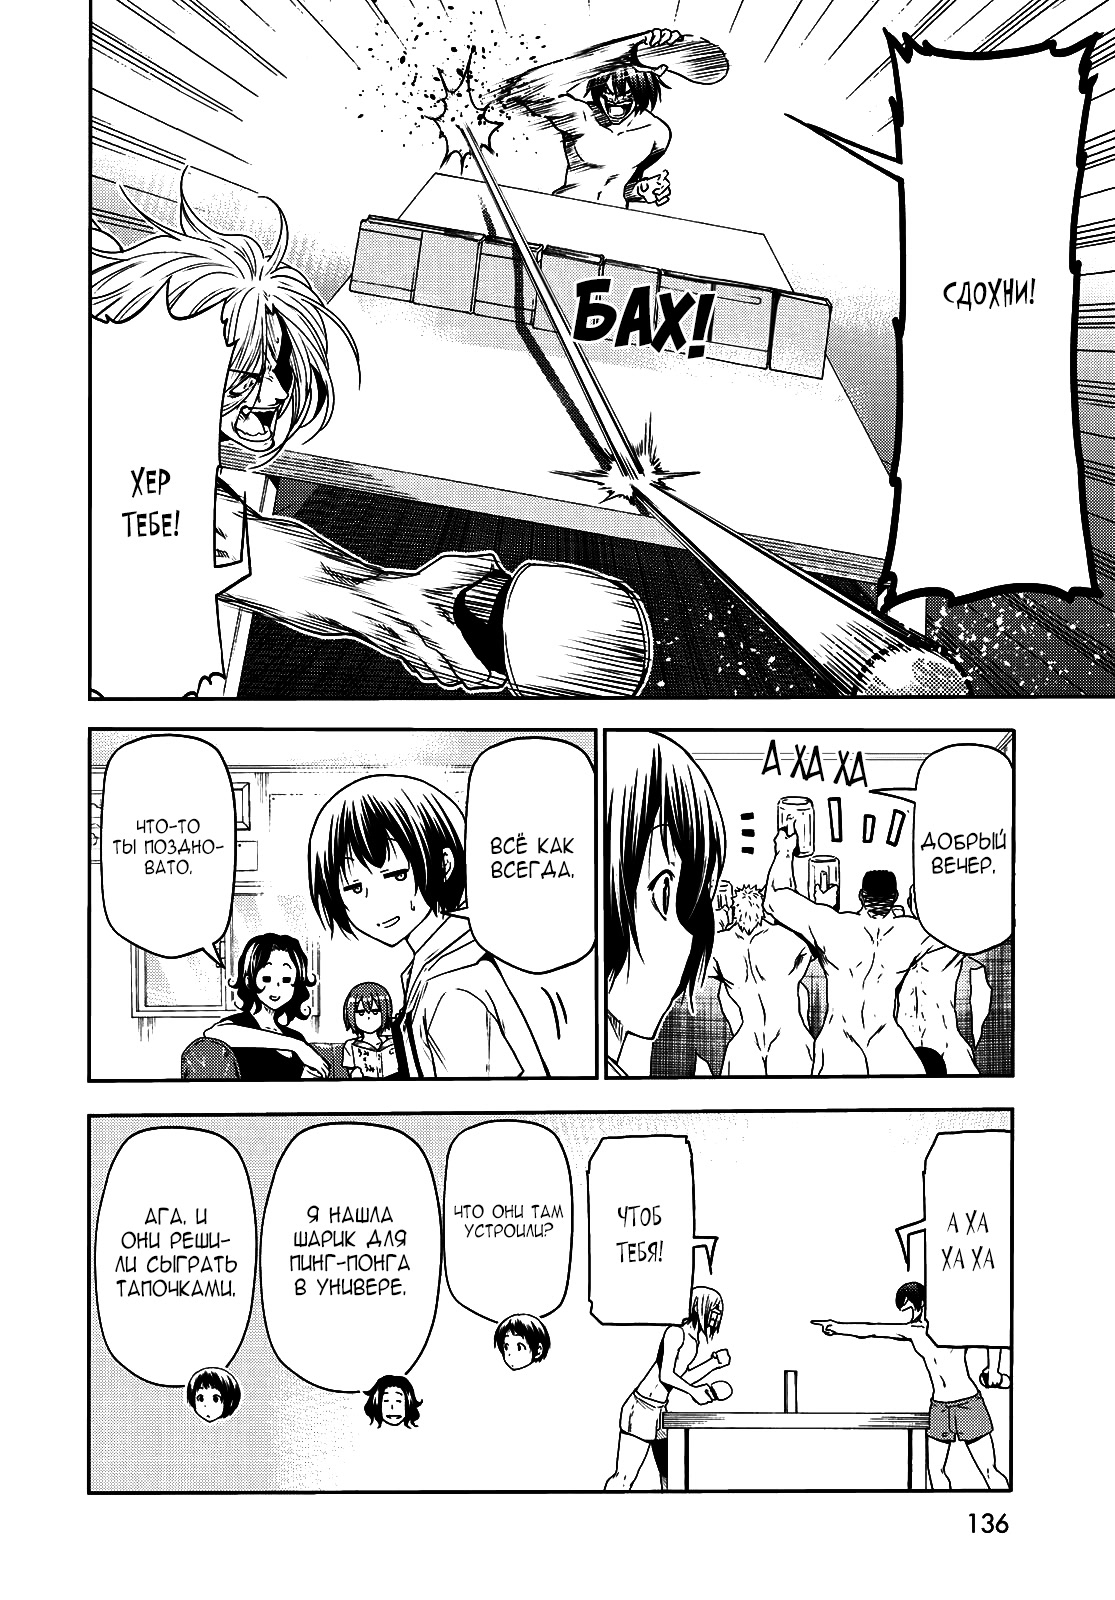 СДОХНИ!
БАХ!
ХЕР
ТЕБЕ!
А ХА ХА
ДОБРЫЙ
ВЕЧЕР.
ВСЁ КАК
ВСЕГДА.
ЧТО-ТО
ТЫ ПОЗДНО-
ВАТО.
А ХА
ХА ХА
ЧТОБ
ТЕБЯ!
ЧТО ОНИ ТАМ
УСТРОИЛИ?
Я НАШЛА
ШАРИК ДЛЯ
ПИНГ-ПОНГА
В УНИВЕРЕ.
АГА, И
ОНИ РЕШИ-
ЛИ СЫГРАТЬ
ТАПОЧКАМИ.
136